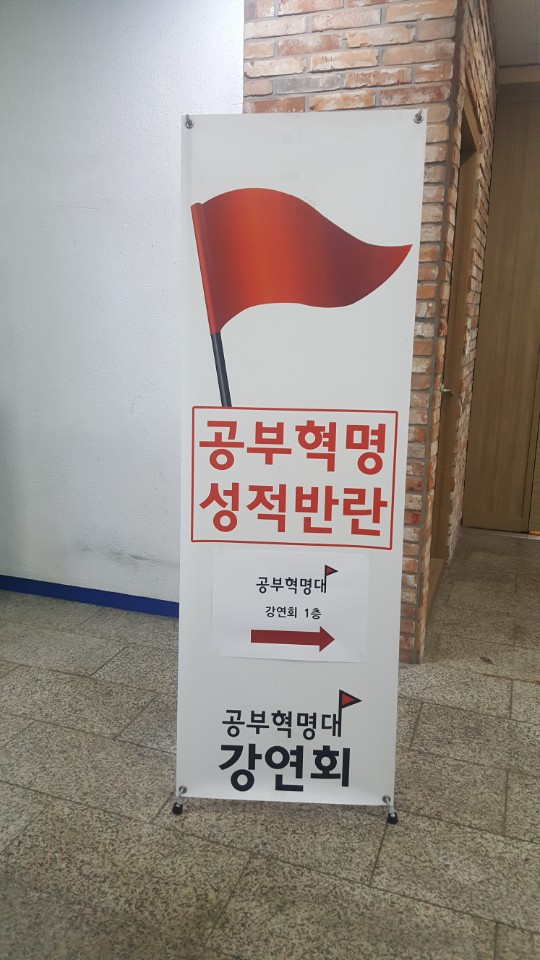 공부혁명
성적반란
공부혁명대
강연회 1층
공부혁명대
강연회